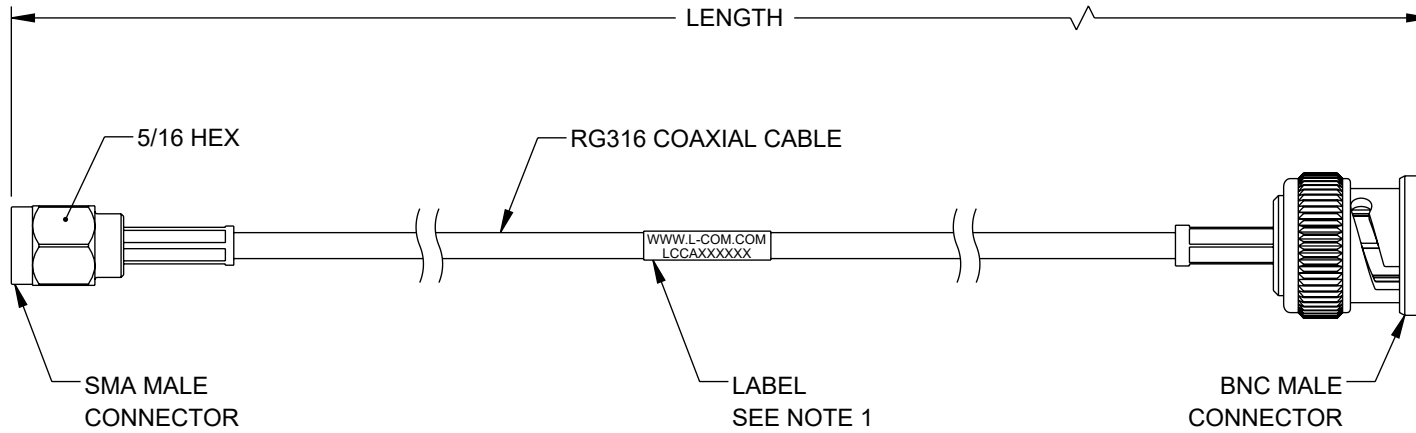 LENGTH
5/16 HEX
RG316 COAXIAL CABLE
WWW.L-COM.COM
LCCAXXXXXX
SMA MALE
CONNECTOR
LABEL
SEE NOTE 1
BNC MALE
CONNECTOR